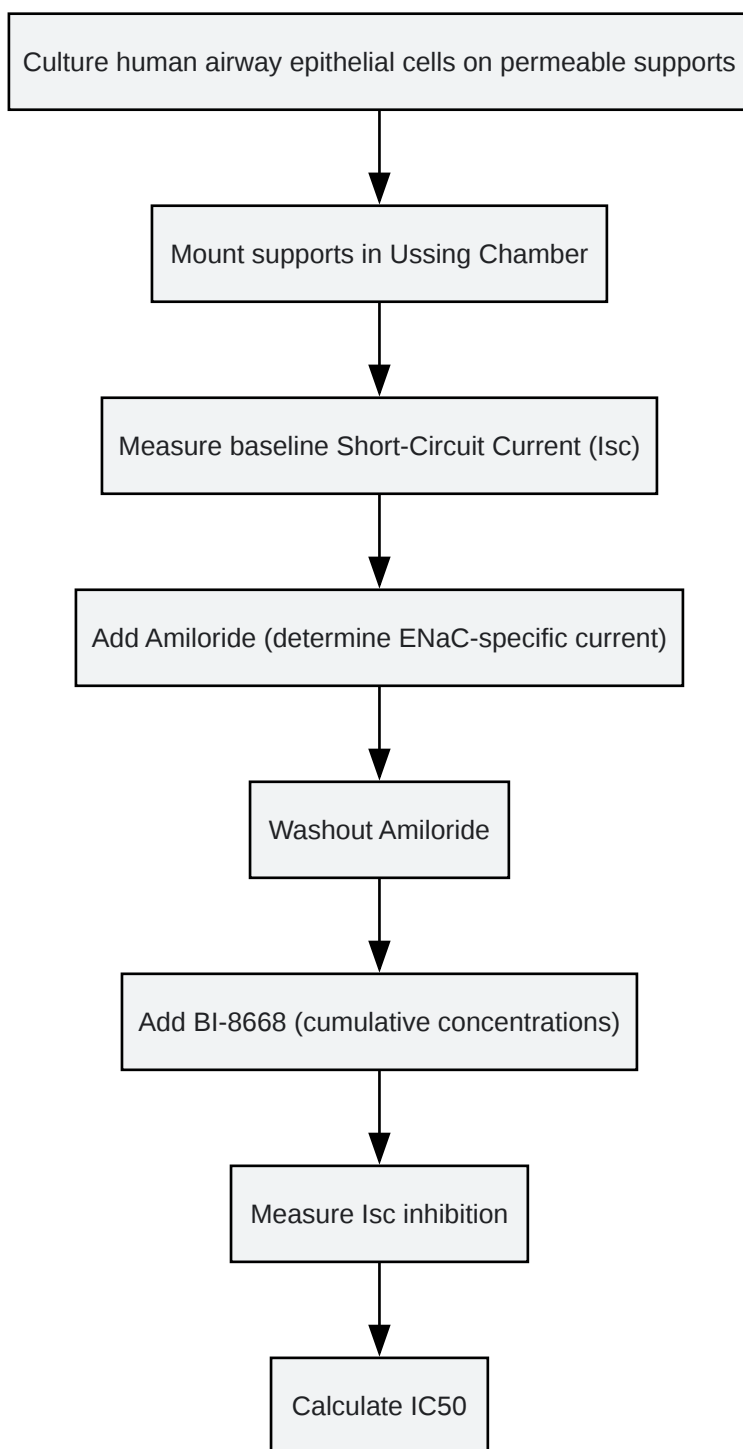 Culture human airway epithelial cells on permeable supports
Mount supports in Ussing Chamber
Measure baseline Short-Circuit Current (Isc)
Add Amiloride (determine ENaC-specific current)
Washout Amiloride
Add BI-8668 (cumulative concentrations)
Measure Isc inhibition
Calculate IC50